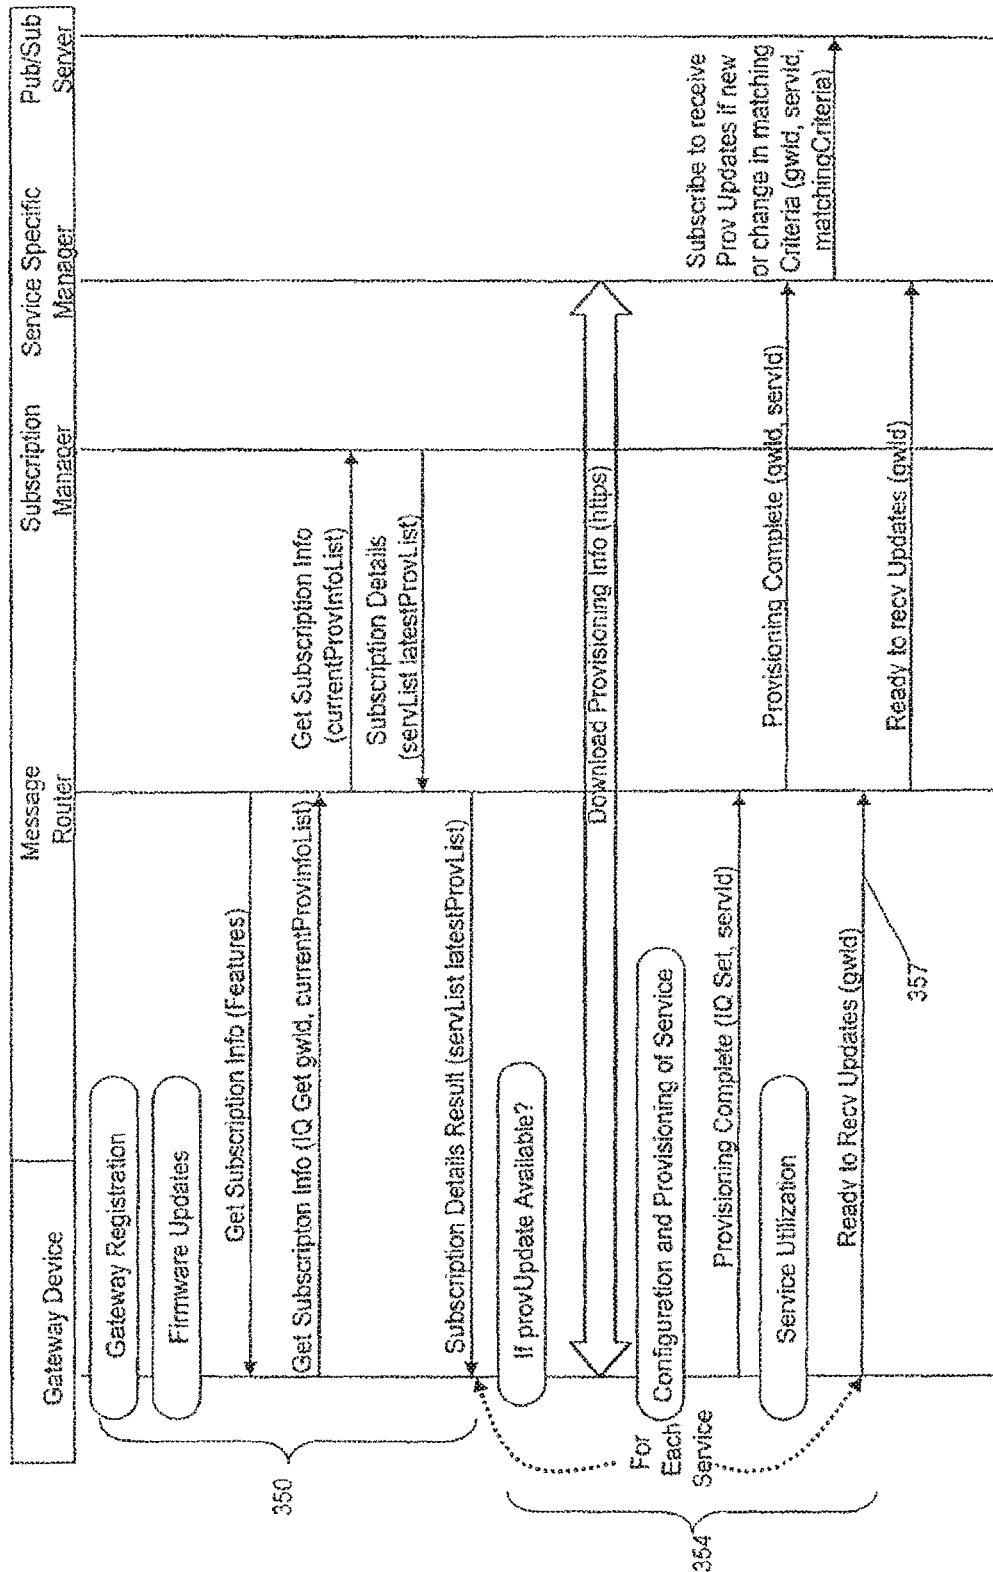 Gateway Device
Message
Router
Subscription
Manager
Service Specific
Manager
Pub/Sub
Server
Gateway Registration
Firmware Updates
Get Subscription Info (Features)
Get Subscripton Info (IQ Get gwId, currentProvInfoList)
Get Subscription Info
(currentProvInfoList)
Subscription Details
(servList latestProvList)
Subscription Details Result (servList latestProvList)
350
If provUpdate Available?
Download Provisioning Info (https)
Configuration and Provisioning of Service
Provisioning Complete (IQ Set, servId)
Provisioning Complete (gwId, servId)
Subscribe to receive
Prov Updates if new
or change in matching
Criteria (gwId, servId,
matchingCriteria)
Service Utilization
Ready to Recv Updates (gwId)
Ready to recv Updates (gwId)
For
Each
Service
354
357